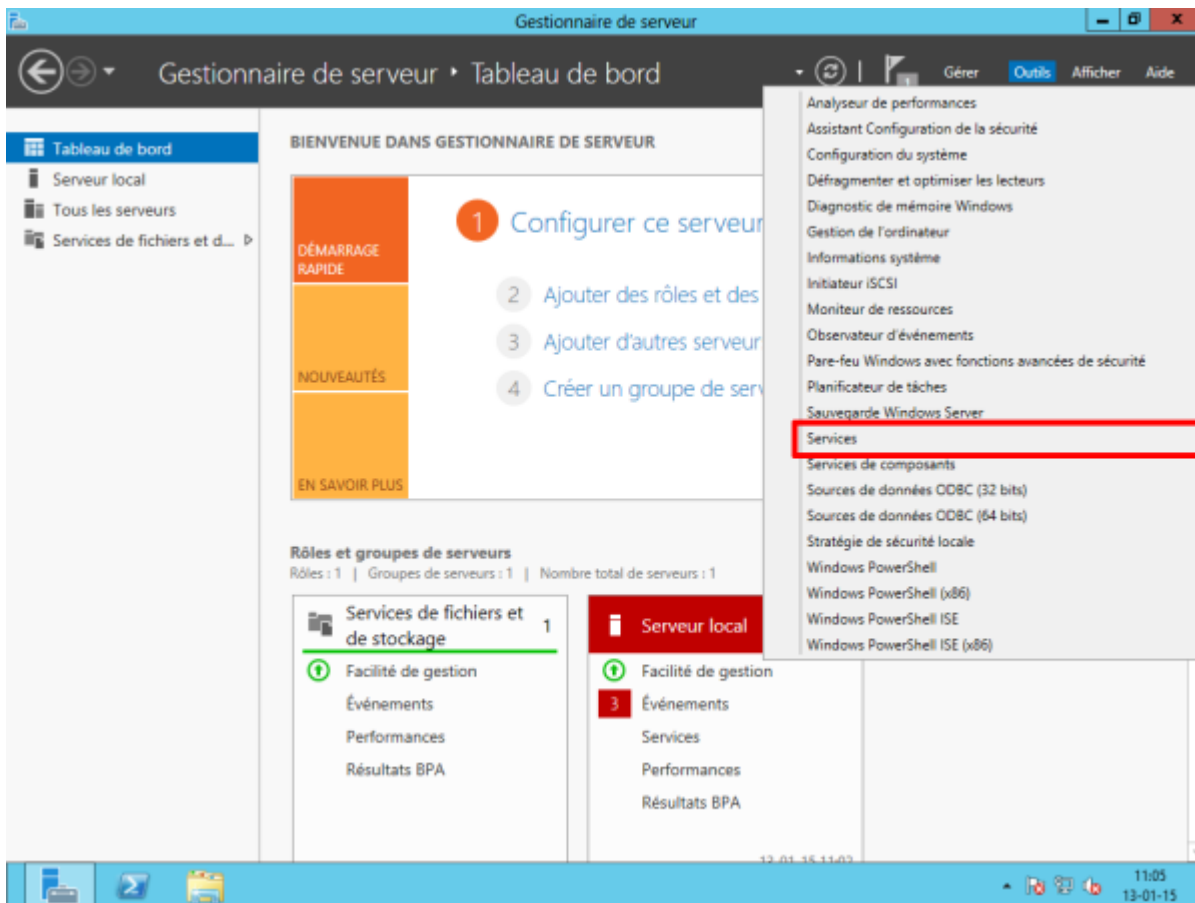 Gestionnaire de serveur
Gestionnaire de serveur ‣ Tableau de bord
Gérer
Outils
Afficher
Aide
Tableau de bord
Serveur local
Tous les serveurs
Services de fichiers et d...
BIENVENUE DANS GESTIONNAIRE DE SERVEUR
DÉMARRAGE
RAPIDE
NOUVEAUTÉS
EN SAVOIR PLUS
1 Configurer ce serveur
2 Ajouter des rôles et des
3 Ajouter d'autres serveur
4 Créer un groupe de serv
Analyseur de performances
Assistant Configuration de la sécurité
Configuration du système
Défragmenter et optimiser les lecteurs
Diagnostic de mémoire Windows
Gestion de l'ordinateur
Informations système
Initiateur iSCSI
Moniteur de ressources
Observateur d'événements
Pare-feu Windows avec fonctions avancées de sécurité
Planificateur de tâches
Sauvegarde Windows Server
Services
Services de composants
Sources de données ODBC (32 bits)
Sources de données ODBC (64 bits)
Stratégie de sécurité locale
Windows PowerShell
Windows PowerShell (x86)
Windows PowerShell ISE
Windows PowerShell ISE (x86)
Rôles et groupes de serveurs
Rôles : 1 | Groupes de serveurs : 1 | Nombre total de serveurs : 1
Services de fichiers et
de stockage
1
Facilité de gestion
Événements
Performances
Résultats BPA
Serveur local
Facilité de gestion
3 Événements
Services
Performances
Résultats BPA
13-01-15 11:02
11:05
13-01-15